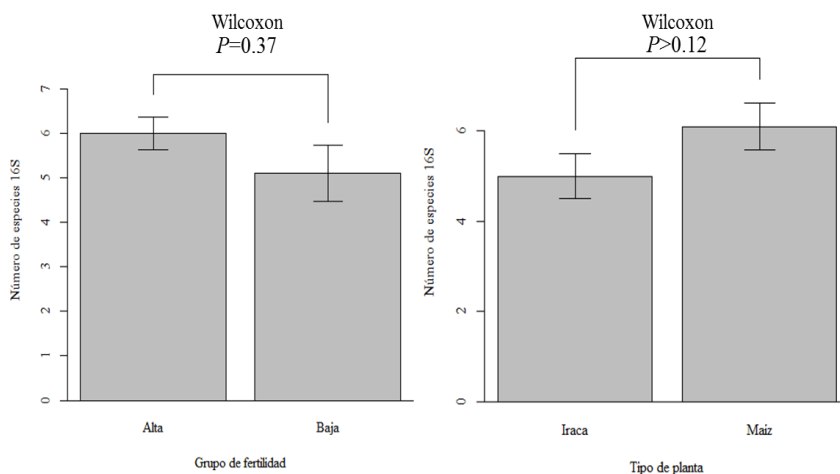 Wilcoxon
P=0.37
Número de especies 16S
7
6
5
4
3
2
1
0
Alta
Baja
Grupo de fertilidad
Wilcoxon
P>0.12
Número de especies 16S
6
4
2
0
Iraca
Maiz
Tipo de planta